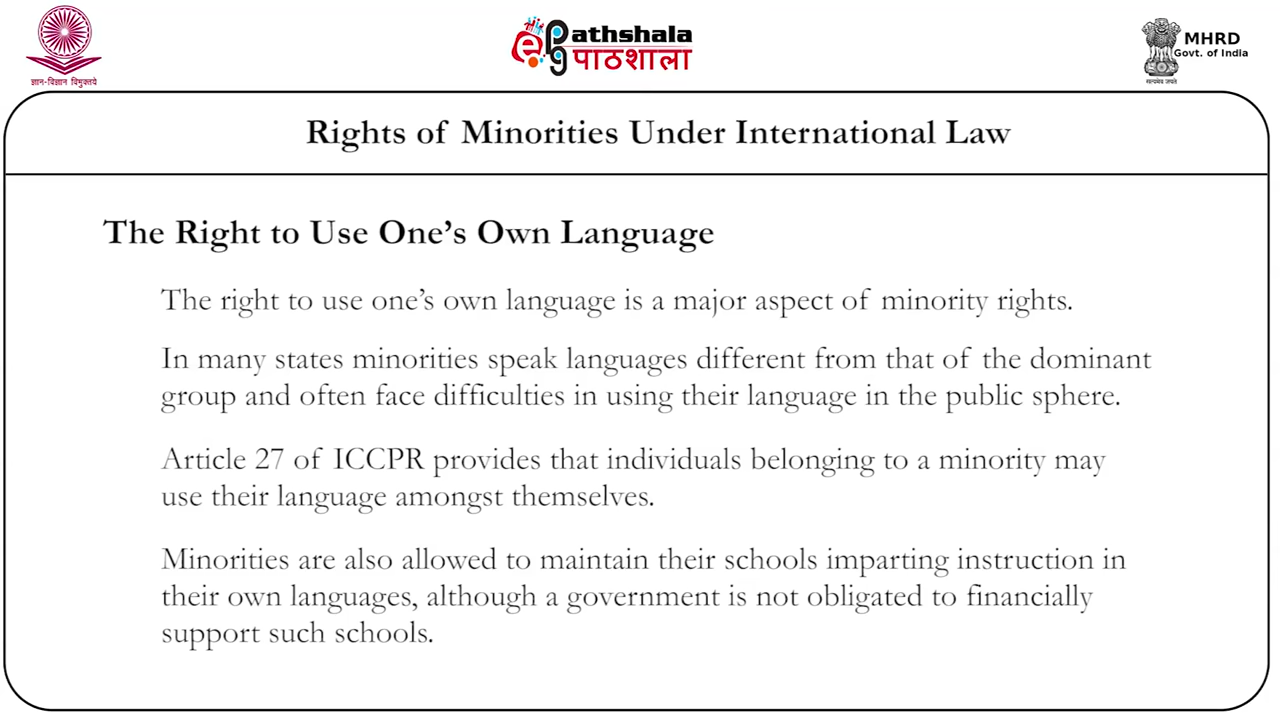 ज्ञान-विज्ञान विमुक्तये
epg Pathshala
पाठशाला
MHRD
Govt. of India
सत्यमेव जयते
Rights of Minorities Under International Law
The Right to Use One’s Own Language
The right to use one’s own language is a major aspect of minority rights.
In many states minorities speak languages different from that of the dominant
group and often face difficulties in using their language in the public sphere.
Article 27 of ICCPR provides that individuals belonging to a minority may
use their language amongst themselves.
Minorities are also allowed to maintain their schools imparting instruction in
their own languages, although a government is not obligated to financially
support such schools.